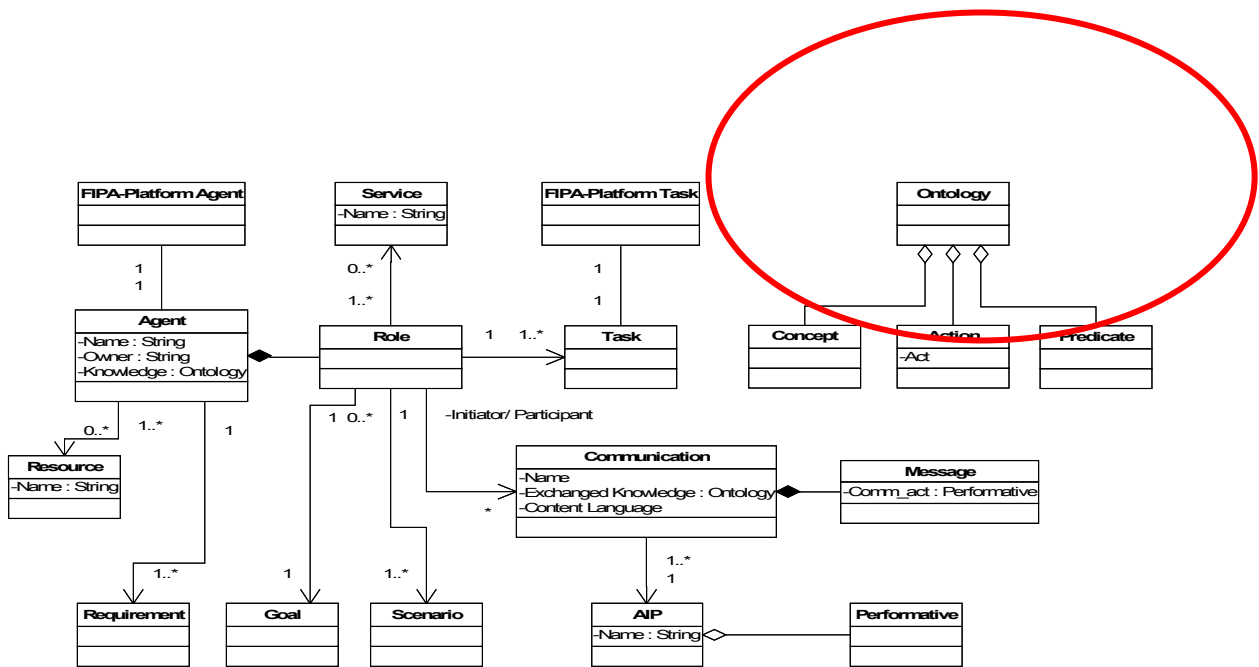 FIPA-Platform Agent
Service
-Name : String
FIPA-Platform Task
Ontology
1
1
0..*
1..*
1
1
Agent
-Name : String
-Owner : String
-Knowledge : Ontology
Role
1
1..*
Task
Concept
Action
-Act
Predicate
0..*
1..*
1
1
0..*
1
-Initiator/ Participant
*
Resource
-Name : String
Communication
-Name
-Exchanged Knowledge : Ontology
-Content Language
Message
-Comm_act : Performative
1..*
1
1..*
1..*
1
Requirement
Goal
Scenario
AIP
-Name : String
Performative